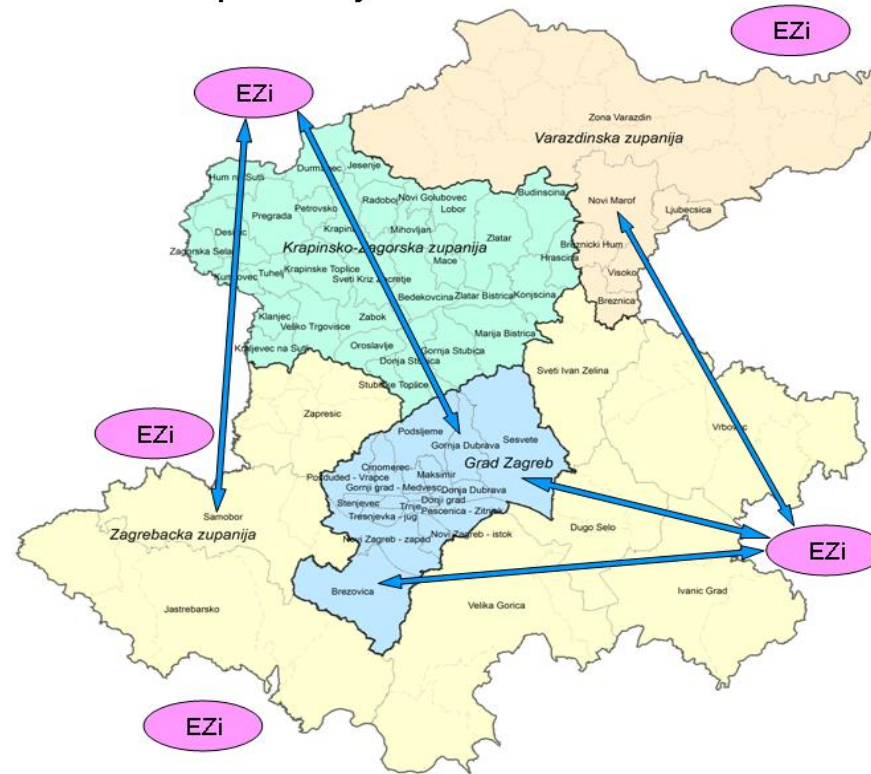 EZi
EZi
Zona Varazdin
Varazdinska zupanija
Hum na Sutli
Durmanec
Jesenje
Novi Marof
Ljubescica
Budinscina
Radoboj
Novi Golubovec
Lobor
Petrovsko
Pregrada
Krapina
Mihovljan
Zlatar
Desinic
Krapinsko-Zagorska zupanija
Breznicki Hum
Hrascina
Zagorska Sela
Mace
Visoko
Kumrovec
Tuhelj
Krapinske Toplice
Sveti Kriz Zacretje
Bedekovcina
Zlatar Bistrica
Konjscina
Breznica
Klanjec
Zabok
Veliko Trgovisce
Marija Bistrica
Kraljevec na Sutli
Oroslavlje
Gornja Stubica
Donja Stubica
Sveti Ivan Zelina
Stubicke Toplice
Zapresic
EZi
Podsljeme
Gornja Dubrava
Sesvete
Vrbovec
Grad Zagreb
Crnomerec
Maksimir
Podsused - Vrapce
Gornji grad - Medvesc
Donja Dubrava
Stenjevec
Trnje
Donji grad
Pescenica - Zitnjak
Tresnjevka - jug
Samobor
Zagrebacka zupanija
Dugo Selo
Novi Zagreb - zapad
Novi Zagreb - istok
EZi
Brezovica
Ivanic Grad
Jastrebarsko
Velika Gorica
EZi